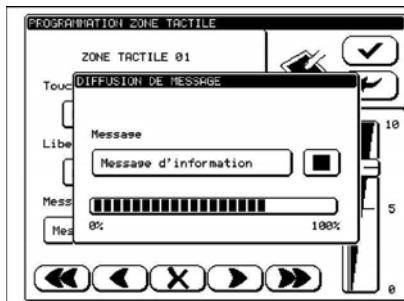 PROGRAMMATION ZONE TACTILE
ZONE TACTILE 01
Touc
DIFFUSION DE MESSAGE
10
Message
Libe
Message d'information
Mess
5
Mes
0%
100%
0